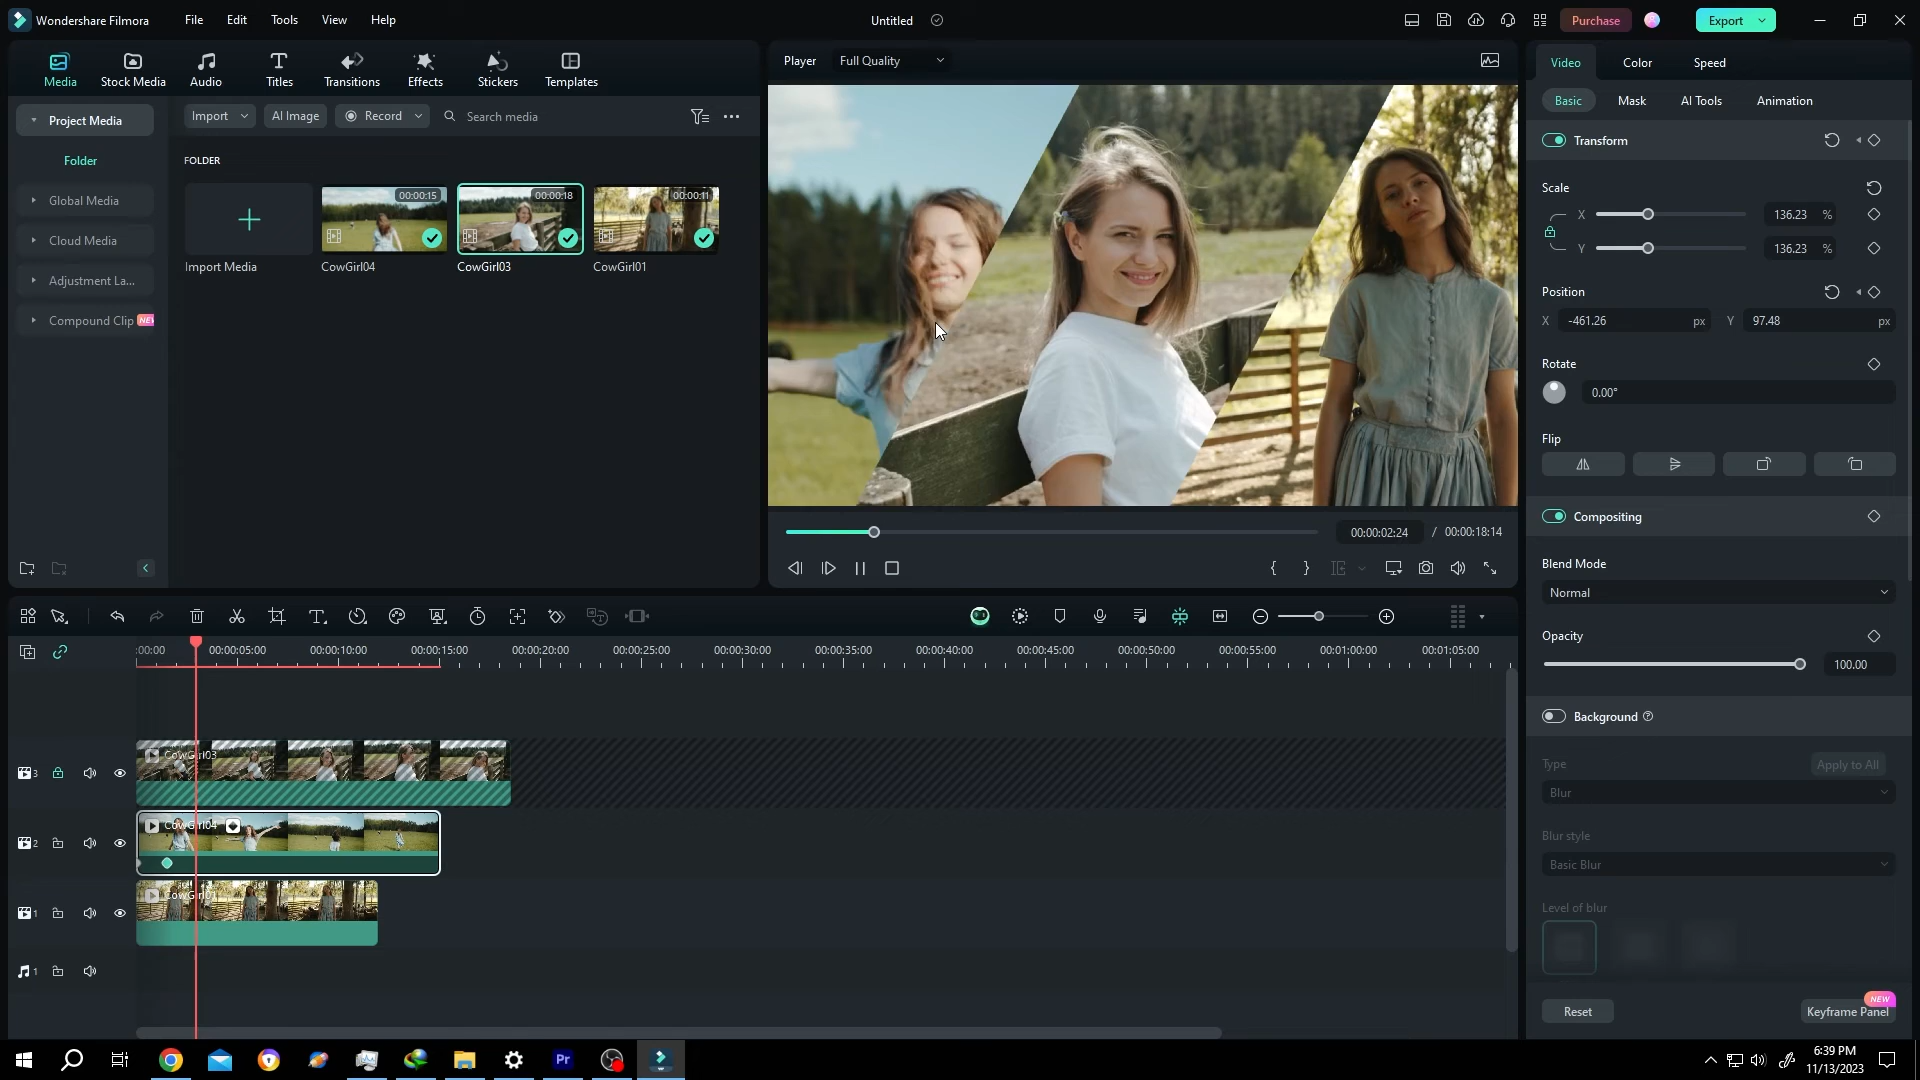 Wondershare Filmora
File
Edit
Tools
View
Help
Untitled
Purchase
Export
Media
Stock Media
Audio
Titles
Transitions
Effects
Stickers
Templates
Player
Full Quality
Video
Color
Speed
Project Media
Import
AI Image
Record
Search media
Basic
Mask
AI Tools
Animation
Folder
FOLDER
Transform
Global Media
00:00:15
00:00:18
00:00:11
Scale
X
136.23
%
Cloud Media
Y
136.23
%
Import Media
CowGirl04
CowGirl03
CowGirl01
Adjustment La...
Position
Compound Clip
NEW
X
-461.26
px
Y
97.48
px
Rotate
0.00°
Flip
Compositing
00:00:02:24
/
00:00:18:14
Blend Mode
Normal
Opacity
100.00
:00:00
00:00:05:00
00:00:10:00
00:00:15:00
00:00:20:00
00:00:25:00
00:00:30:00
00:00:35:00
00:00:40:00
00:00:45:00
00:00:50:00
00:00:55:00
00:01:00:00
00:01:05:00
Background
CowGirl03
Type
Apply to All
3
Blur
CowGirl04
Blur style
2
Basic Blur
CowGirl01
Level of blur
1
1
NEW
Reset
Keyframe Panel
Pr
6:39 PM
11/13/2023